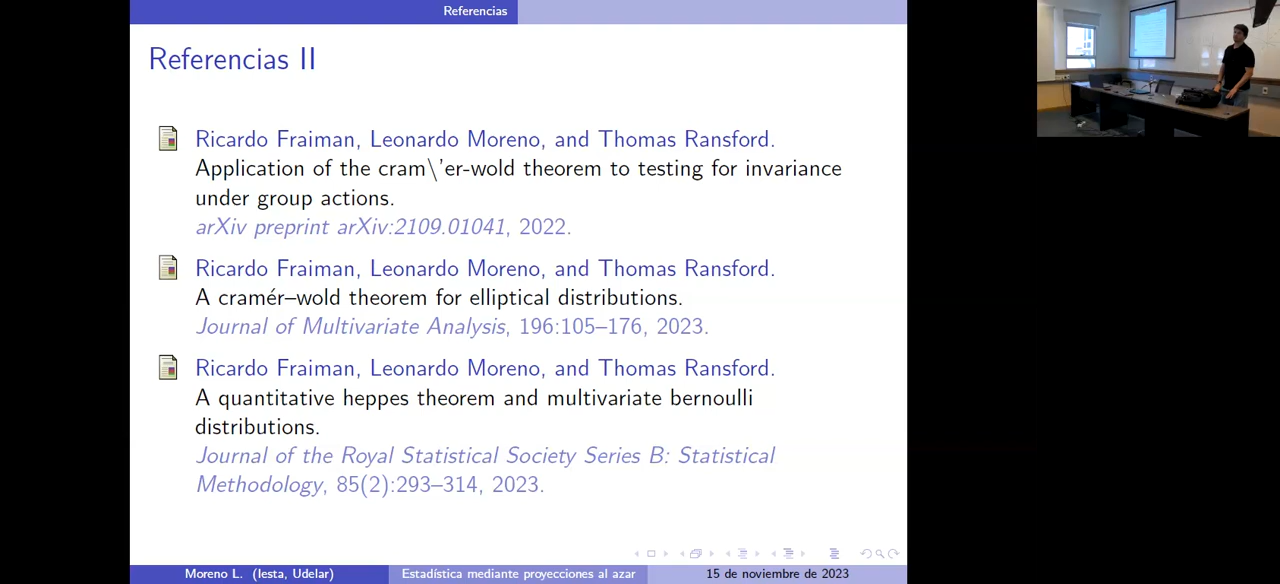 Referencias
Referencias II
Ricardo Fraiman, Leonardo Moreno, and Thomas Ransford.
Application of the cram\'er-wold theorem to testing for invariance
under group actions.
arXiv preprint arXiv:2109.01041, 2022.
Ricardo Fraiman, Leonardo Moreno, and Thomas Ransford.
A cramér–wold theorem for elliptical distributions.
Journal of Multivariate Analysis, 196:105–176, 2023.
Ricardo Fraiman, Leonardo Moreno, and Thomas Ransford.
A quantitative heppes theorem and multivariate bernoulli
distributions.
Journal of the Royal Statistical Society Series B: Statistical
Methodology, 85(2):293–314, 2023.
Moreno L. (Iesta, Udelar) Estadística mediante proyecciones al azar 15 de noviembre de 2023